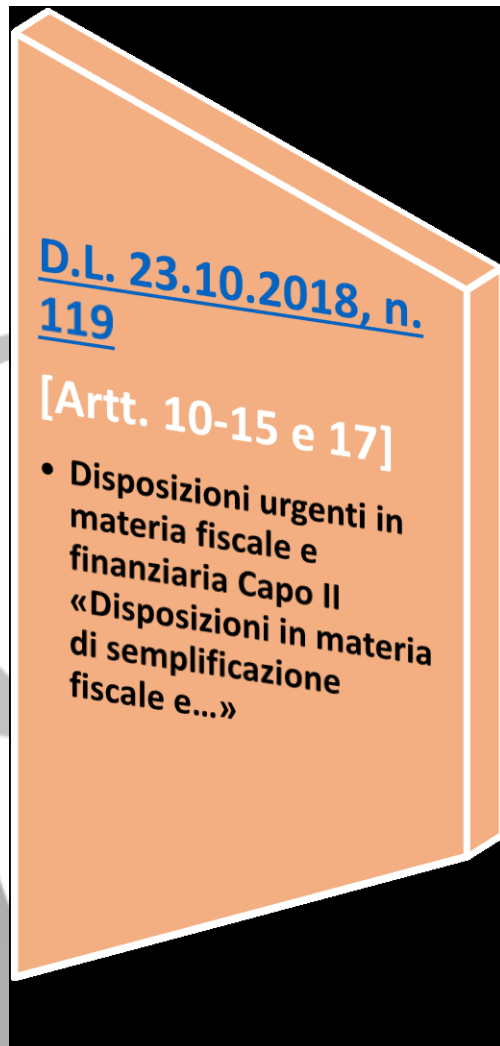 D.L. 23.10.2018, n.
119
[Artt. 10-15 e 17]
• Disposizioni urgenti in
materia fiscale e
finanziaria Capo II
«Disposizioni in materia
di semplificazione
fiscale e...»